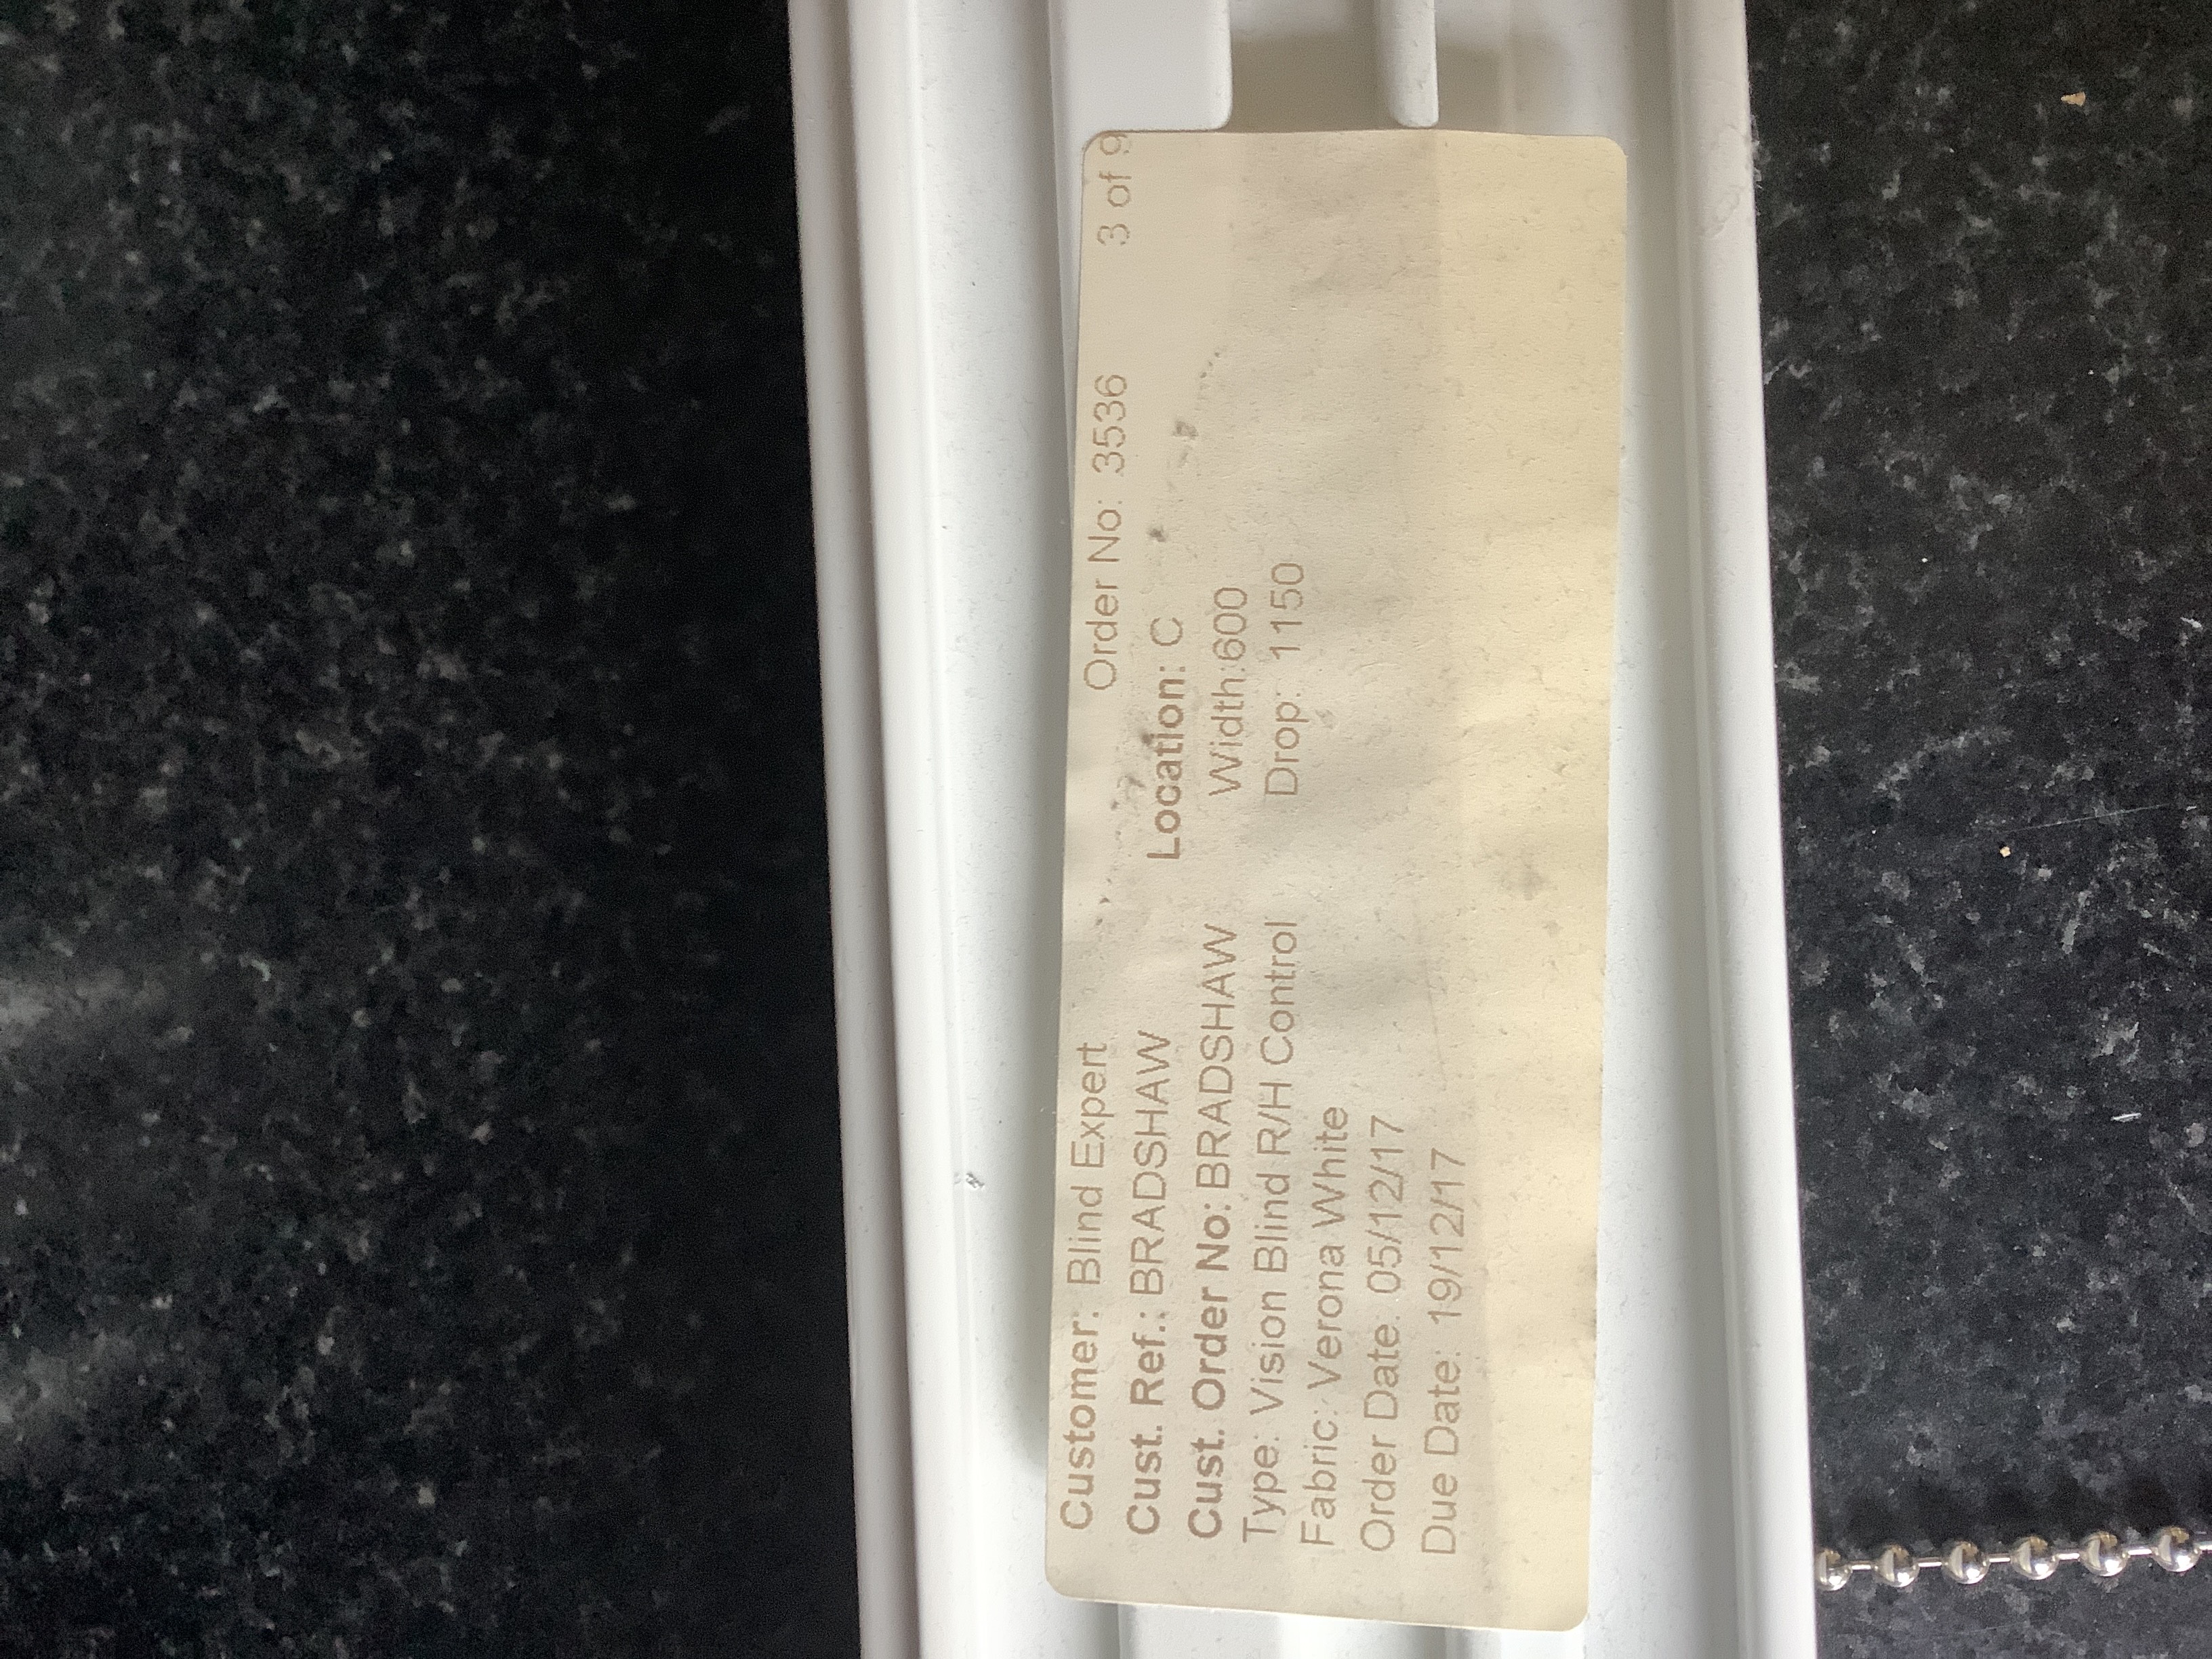 Customer: Blind Expert Order No: 3536 3 of 9
Cust. Ref.: BRADSHAW Location: C
Cust. Order No: BRADSHAW Width:600
Type: Vision Blind R/H Control Drop: 1150
Fabric: Verona White
Order Date: 05/12/17
Due Date: 19/12/17